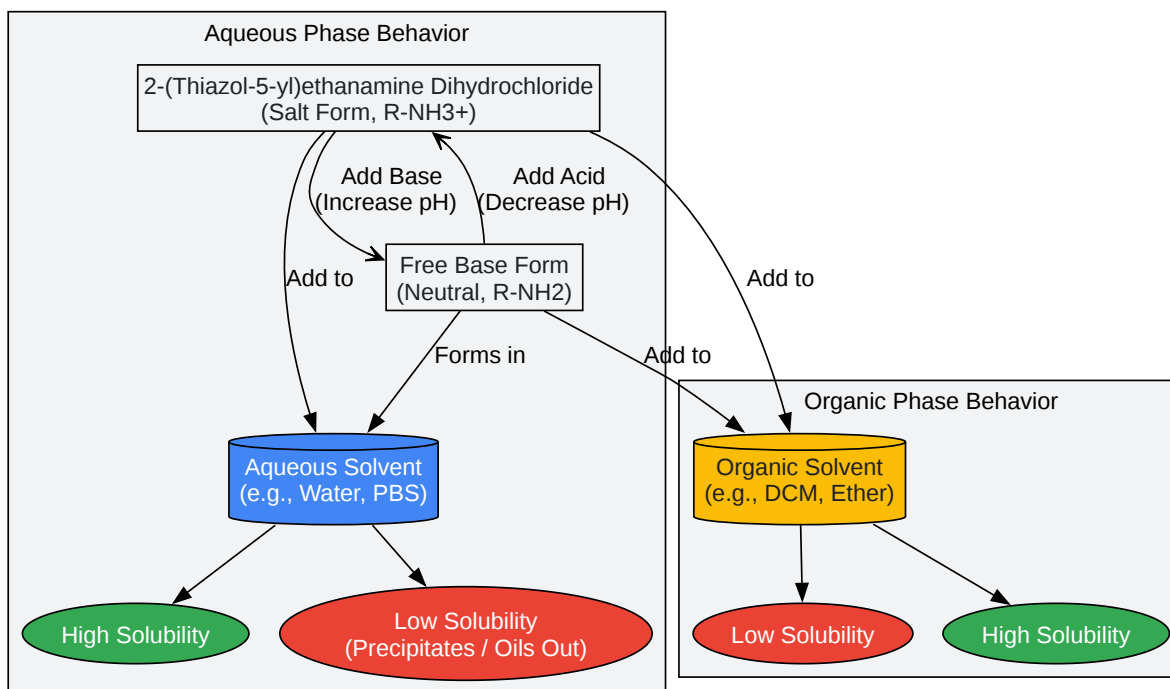 Aqueous Phase Behavior
2-(Thiazol-5-yl)ethanamine Dihydrochloride
(Salt Form, R-NH3+)
Add Base
(Increase pH)
Add Acid
(Decrease pH)
Free Base Form
(Neutral, R-NH2)
Add to
Add to
Forms in
Add to
Organic Phase Behavior
Aqueous Solvent
(e.g., Water, PBS)
Organic Solvent
(e.g., DCM, Ether)
High Solubility
Low Solubility
(Precipitates / Oils Out)
Low Solubility
High Solubility